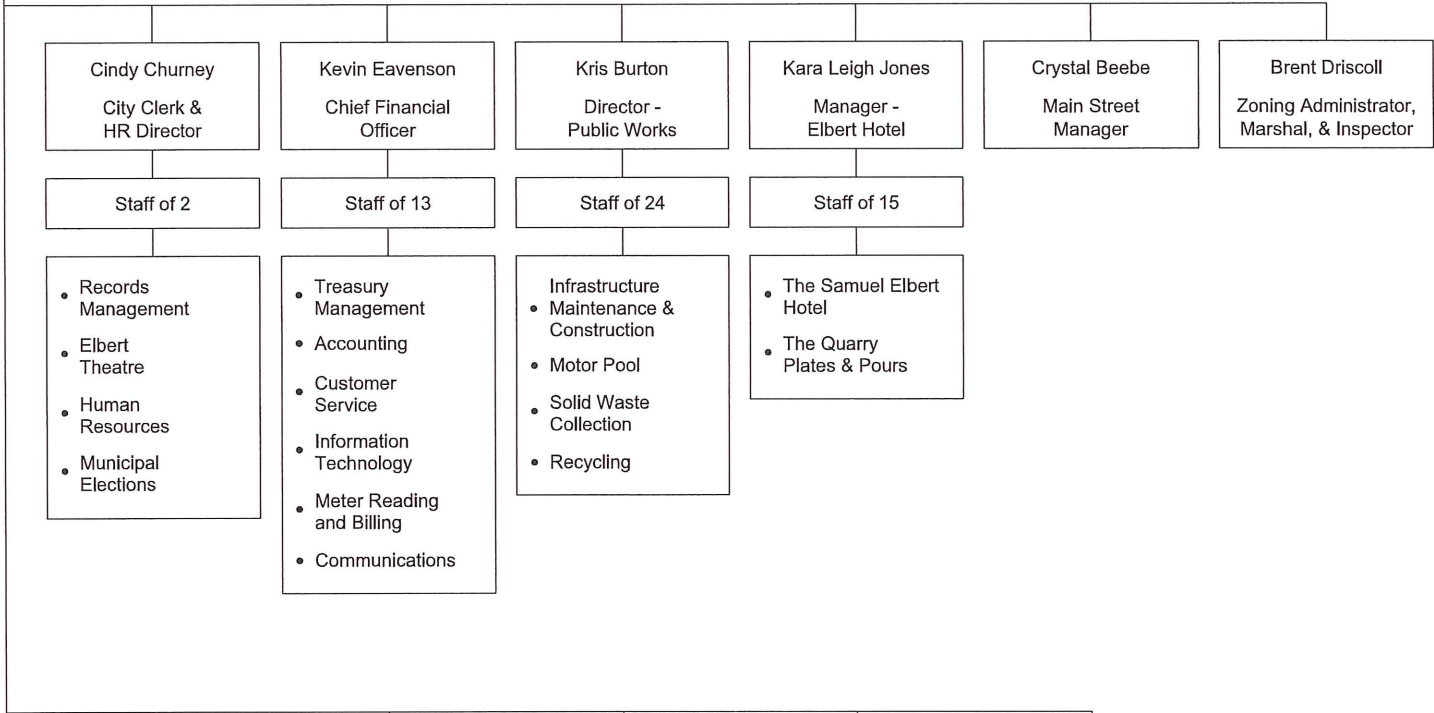 Cindy Churney
City Clerk &
HR Director
Staff of 2
• Records
Management
• Elbert
Theatre
• Human
Resources
• Municipal
Elections
Kevin Eavenson
Chief Financial
Officer
Staff of 13
• Treasury
Management
• Accounting
• Customer
Service
• Information
Technology
• Meter Reading
and Billing
• Communications
Kris Burton
Director -
Public Works
Staff of 24
Infrastructure
• Maintenance &
Construction
• Motor Pool
• Solid Waste
Collection
• Recycling
Kara Leigh Jones
Manager -
Elbert Hotel
Staff of 15
• The Samuel Elbert
Hotel
• The Quarry
Plates & Pours
Crystal Beebe
Main Street
Manager
Brent Driscoll
Zoning Administrator,
Marshal, & Inspector